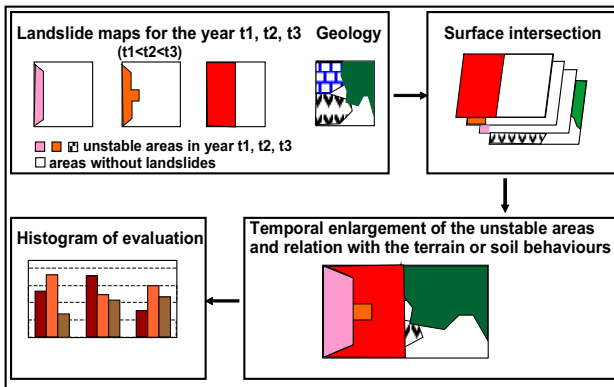 Landslide maps for the year t1, t2, t3
(t1<t2<t3)
Geology
unstable areas in year t1, t2, t3
areas without landslides
Surface intersection
Temporal enlargement of the unstable areas
and relation with the terrain or soil behaviours
Histogram of evaluation